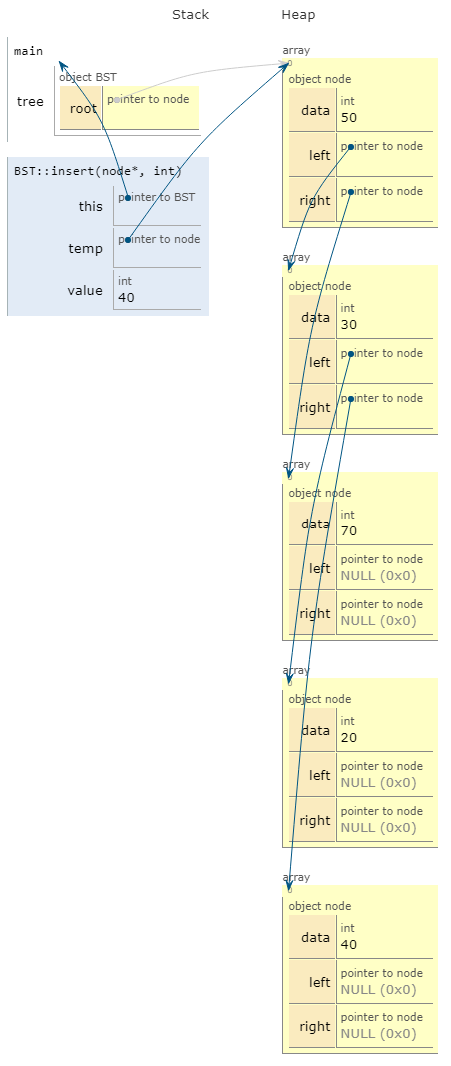 Stack Heap
main
tree
object BST
root
pointer to node
BST::insert(node*, int)
this
pointer to BST
temp
pointer to node
value
int
40
array
0
object node
data
int
50
left
pointer to node
right
pointer to node
array
0
object node
data
int
30
left
pointer to node
right
pointer to node
array
0
object node
data
int
70
left
pointer to node
NULL (0x0)
right
pointer to node
NULL (0x0)
array
0
object node
data
int
20
left
pointer to node
NULL (0x0)
right
pointer to node
NULL (0x0)
array
0
object node
data
int
40
left
pointer to node
NULL (0x0)
right
pointer to node
NULL (0x0)